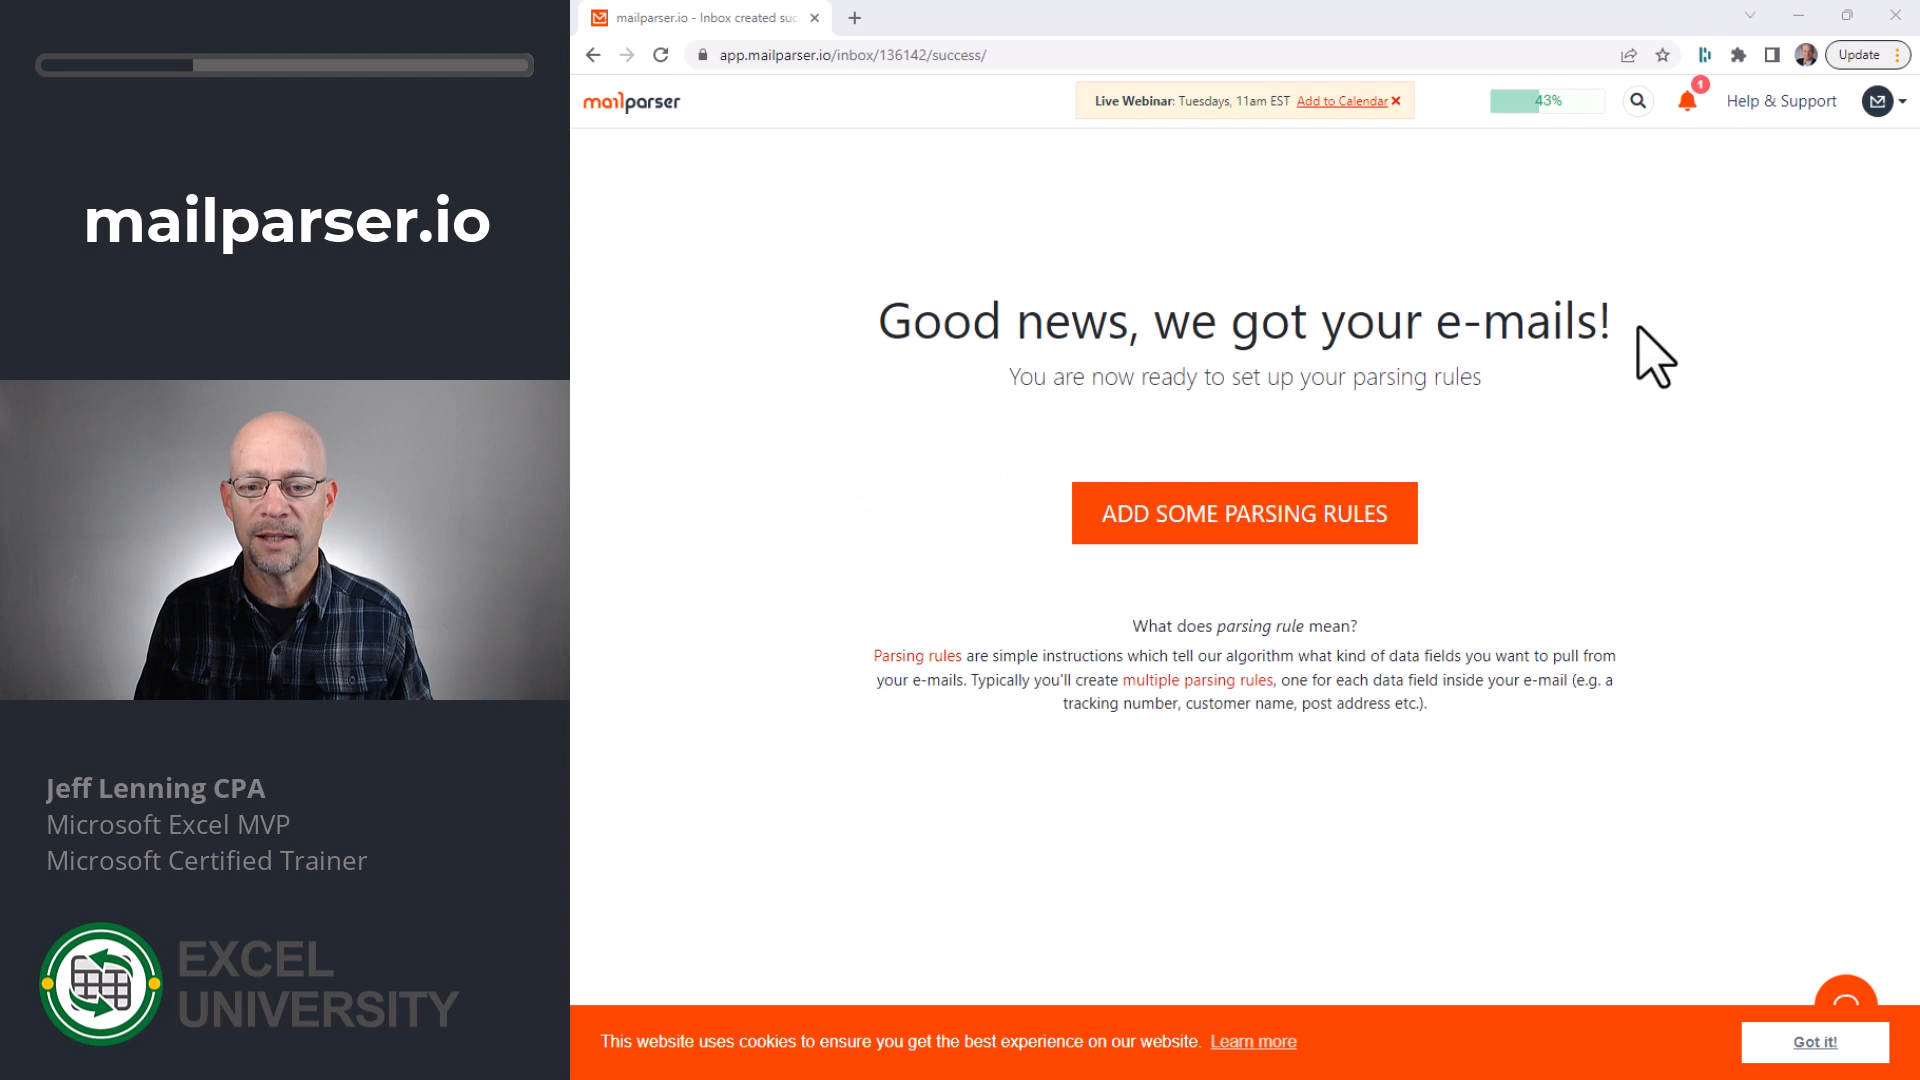 mailparser.io
Jeff Lenning CPA
Microsoft Excel MVP
Microsoft Certified Trainer
EXCEL
UNIVERSITY
mailparser.io - Inbox created suc
app.mailparser.io/inbox/136142/success/
Update
mailparser
Live Webinar: Tuesdays, 11am EST Add to Calendar
43%
1
Help & Support
Good news, we got your e-mails!
You are now ready to set up your parsing rules
ADD SOME PARSING RULES
What does parsing rule mean?
Parsing rules are simple instructions which tell our algorithm what kind of data fields you want to pull from
your e-mails. Typically you'll create multiple parsing rules, one for each data field inside your e-mail (e.g. a
tracking number, customer name, post address etc.).
This website uses cookies to ensure you get the best experience on our website. Learn more
Got it!